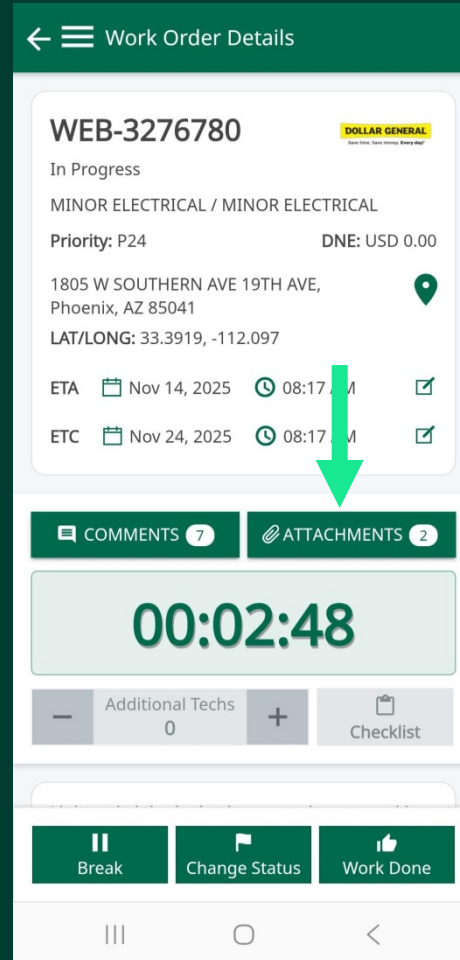 Work Order Details
WEB-3276780
DOLLAR GENERAL
Save time. Save money. Every day!
In Progress
MINOR ELECTRICAL / MINOR ELECTRICAL
Priority: P24 DNE: USD 0.00
1805 W SOUTHERN AVE 19TH AVE,
Phoenix, AZ 85041
LAT/LONG: 33.3919, -112.097
ETA Nov 14, 2025 08:17
ETC Nov 24, 2025 08:17
COMMENTS 7 ATTACHMENTS 2
00:02:48
Additional Techs
0
Checklist
Break Change Status Work Done